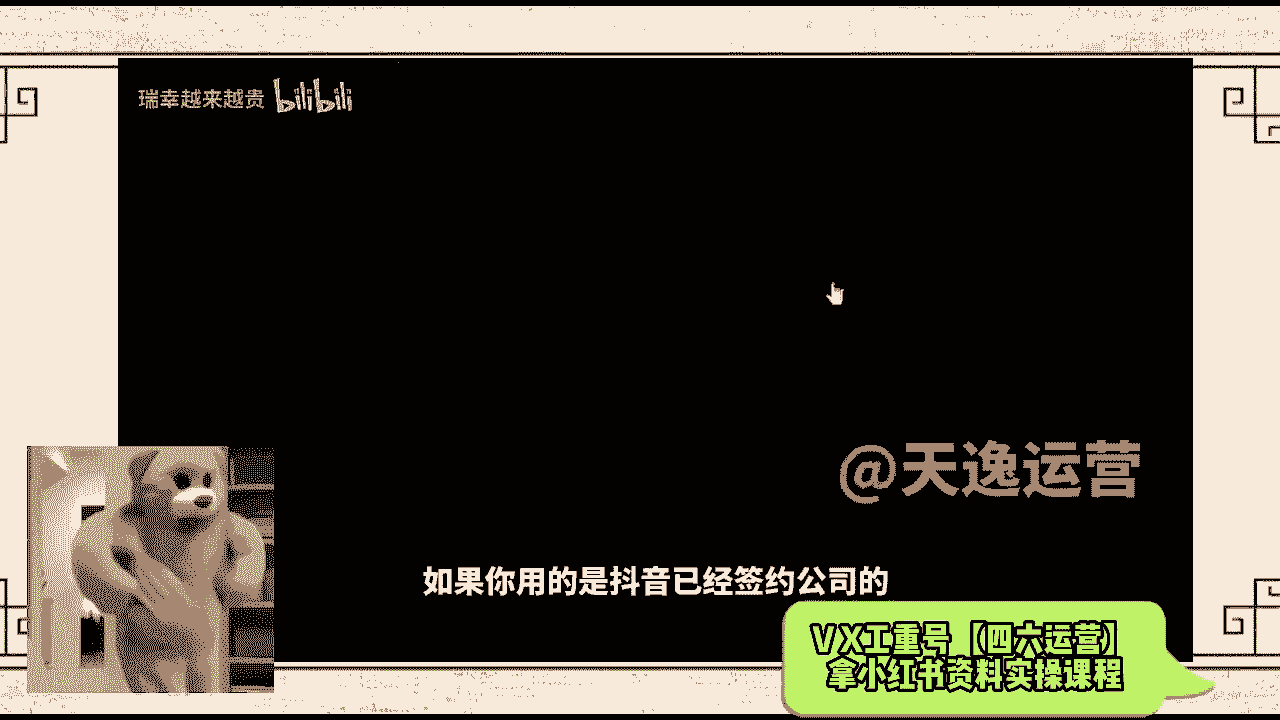 瑞幸越来越贵 bilibili
@天逸运营
如果你用的是抖音已经签约公司的
VX工重号【四六运营】
拿小红书资料实操课程